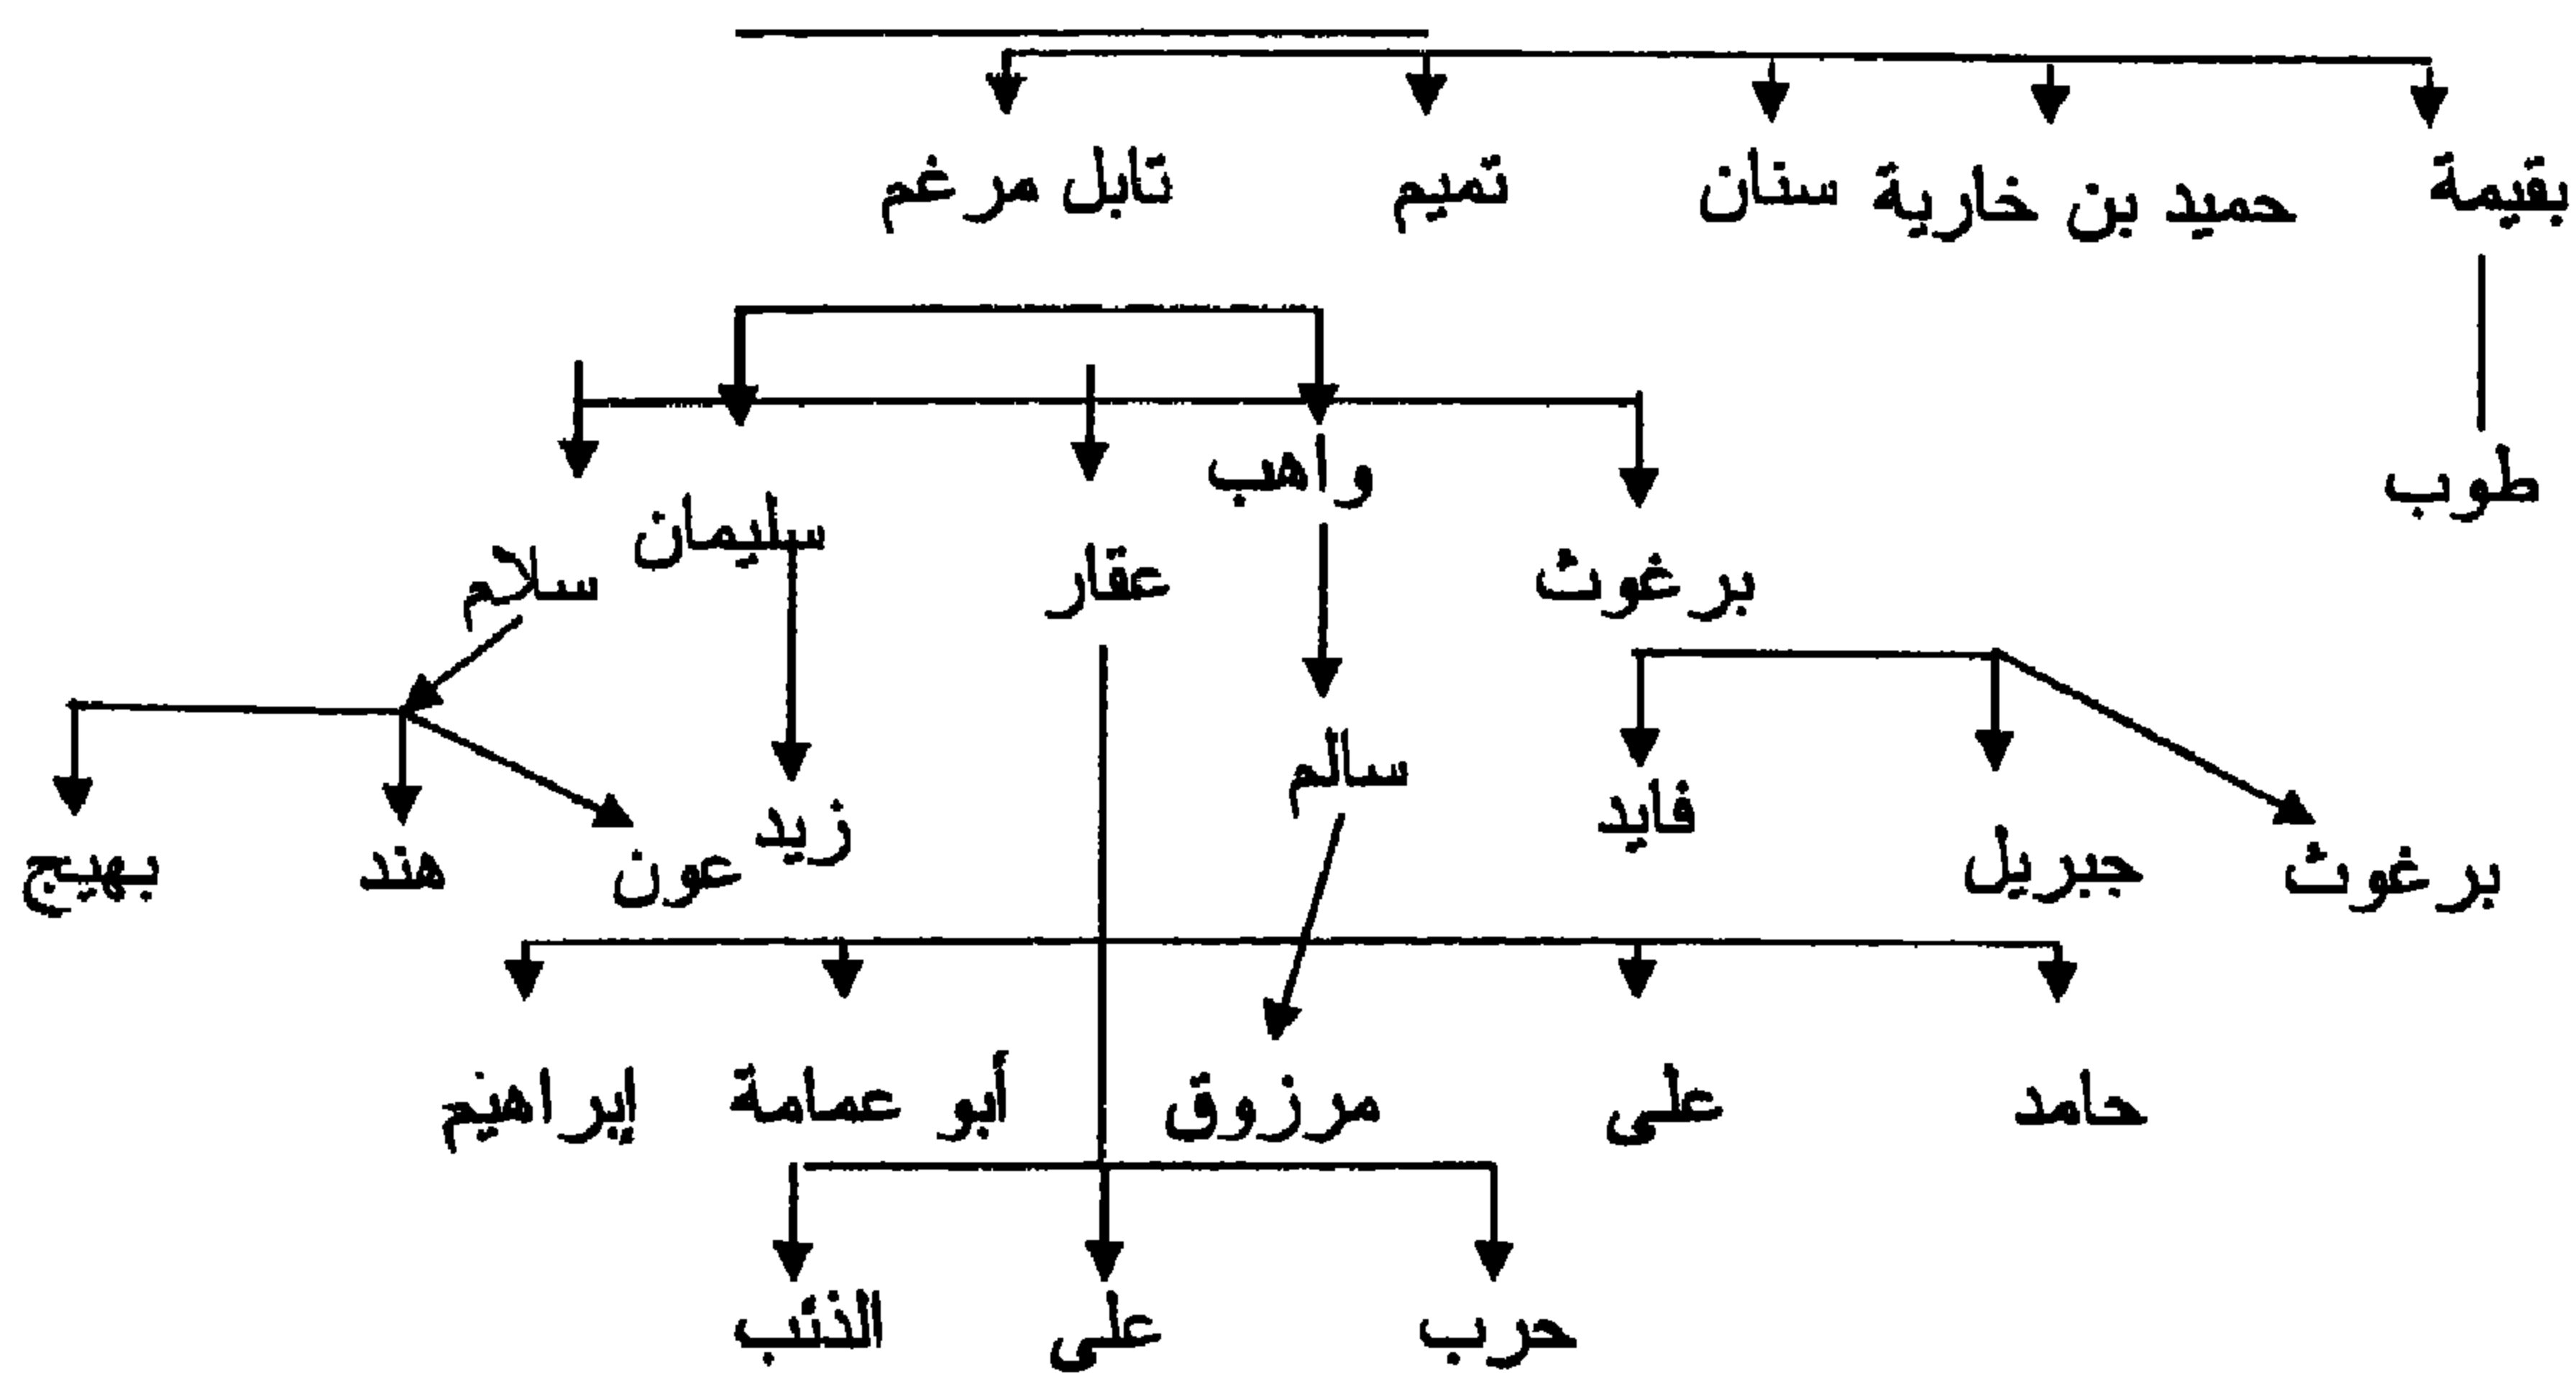 بقيمة حميد بن خارية سنان تميم تابل مرغم
طوب واهب
برغوث عقار سليمان سلام
برغوث جبريل فايد سالم زيد عون هند بهيج
حامد على مرزوق أبو عمامة إبراهيم
حرب على الذئب